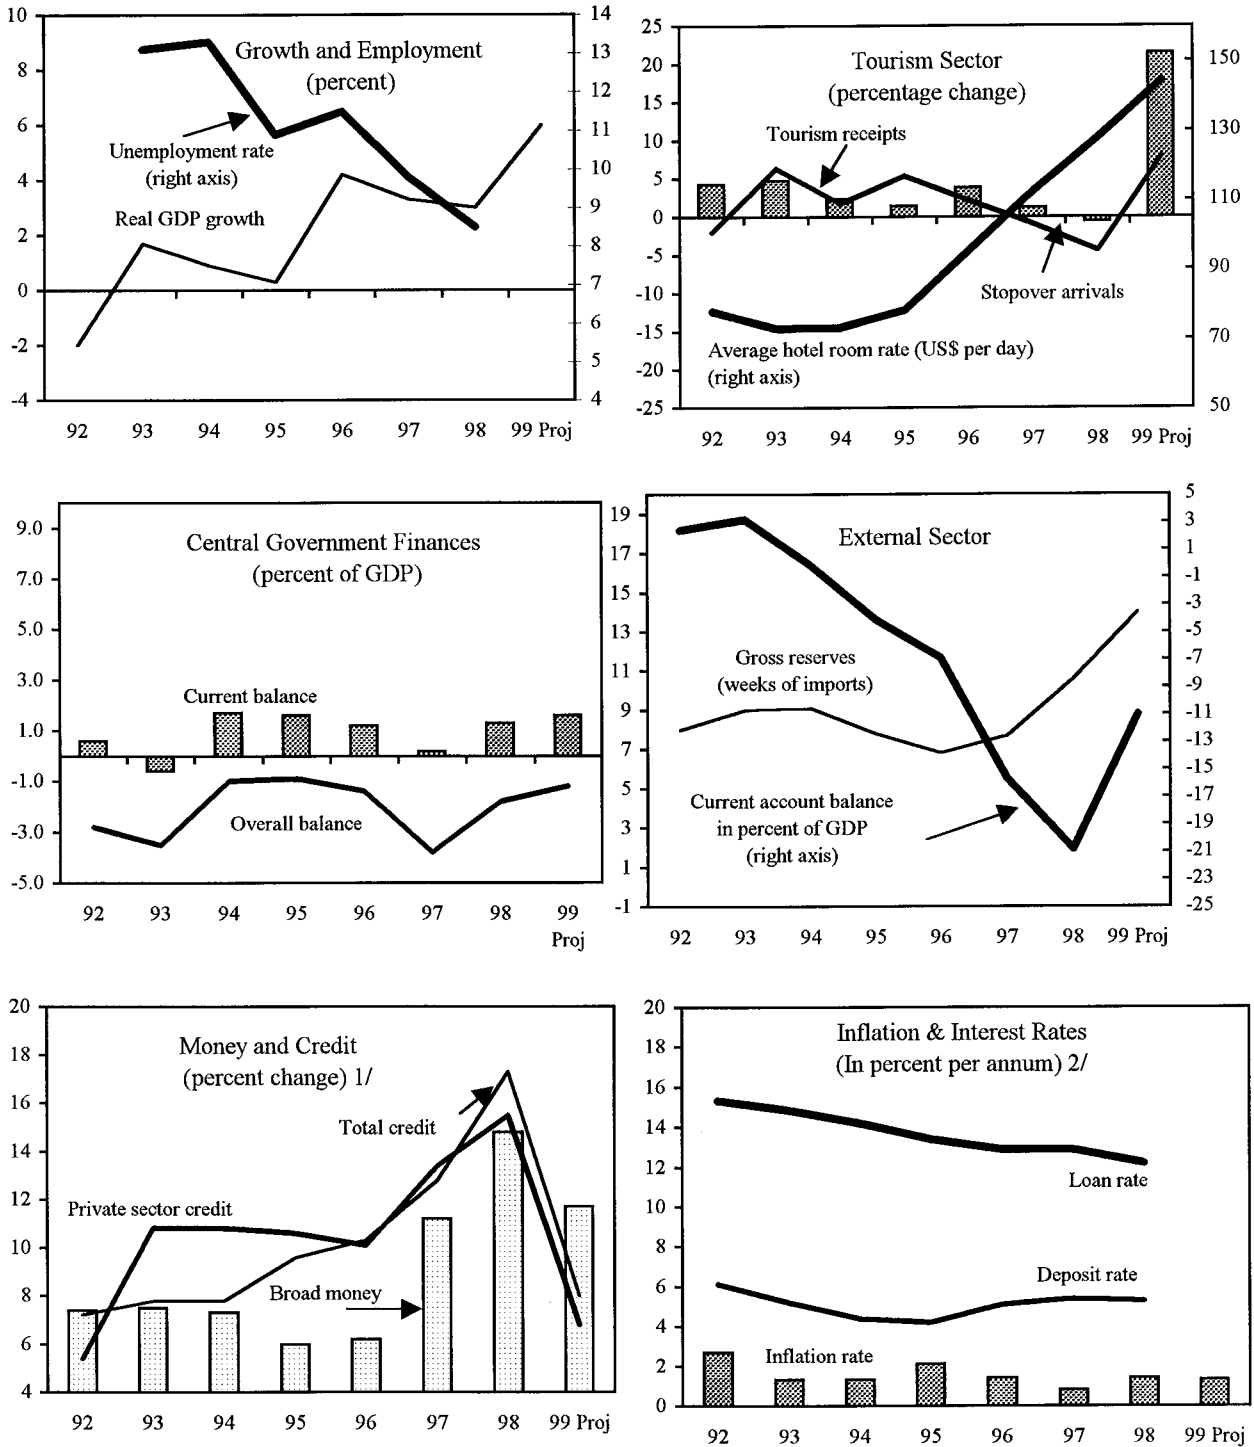 Growth and Employment
(percent)
10
8
6
4
2
0
-2
-4
14
13
12
11
10
9
8
7
6
5
4
Unemployment rate
(right axis)
Real GDP growth
92 93 94 95 96 97 98 99 Proj
Tourism Sector
(percentage change)
25
20
15
10
5
0
-5
-10
-15
-20
-25
150
130
110
90
70
50
Tourism receipts
Stopover arrivals
Average hotel room rate (US$ per day)
(right axis)
92 93 94 95 96 97 98 99 Proj
Central Government Finances
(percent of GDP)
9.0
7.0
5.0
3.0
1.0
-1.0
-3.0
-5.0
Current balance
Overall balance
92 93 94 95 96 97 98 99
Proj
External Sector
19
17
15
13
11
9
7
5
3
1
-1
5
3
1
-1
-3
-5
-7
-9
-11
-13
-15
-17
-19
-21
-23
-25
Gross reserves
(weeks of imports)
Current account balance
in percent of GDP
(right axis)
92 93 94 95 96 97 98 99 Proj
Money and Credit
(percent change) 1/
20
18
16
14
12
10
8
6
4
Total credit
Private sector credit
Broad money
92 93 94 95 96 97 98 99 Proj
Inflation & Interest Rates
(In percent per annum) 2/
20
18
16
14
12
10
8
6
4
2
0
Loan rate
Deposit rate
Inflation rate
92 93 94 95 96 97 98 99 Proj